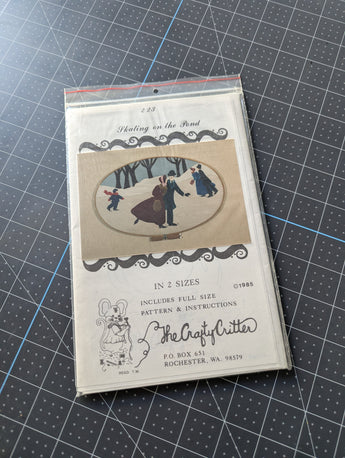 223
Skating on the Pond
IN 2 SIZES
©1985
INCLUDES FULL SIZE
PATTERN & INSTRUCTIONS
The Crafty Critter
P.O. BOX 651
ROCHESTER, WA. 98579
REGD. T.M.